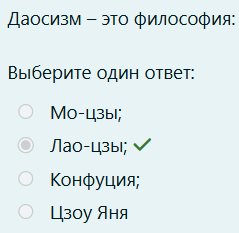 Даосизм – это философия:
Выберите один ответ:
Мо-цзы;
Лао-цзы;
Конфуция;
Цзоу Яня